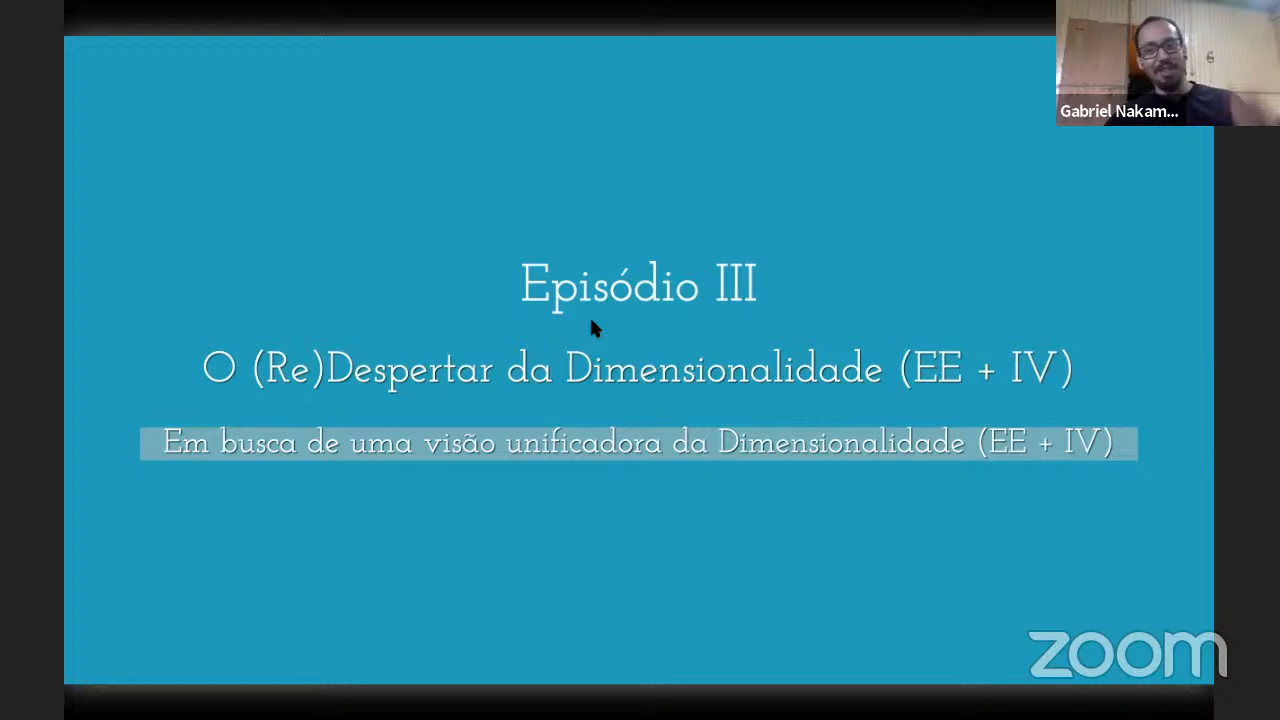 Gabriel Nakam...
Episódio III
O (Re)Despertar da Dimensionalidade (EE + IV)
Em busca de uma visão unificadora da Dimensionalidade (EE + IV)
zoom